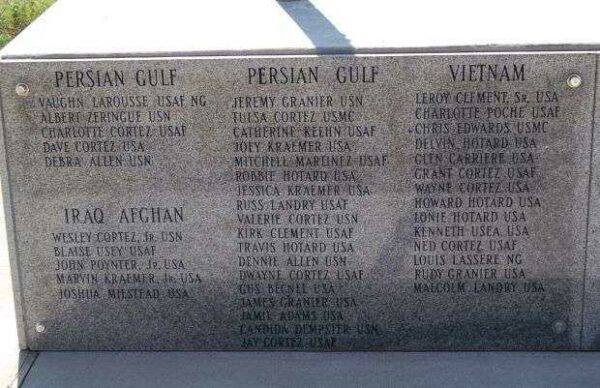 PERSIAN GULF
VAUGHN LAROUSSE USAF NG
ALBERT ZERINGUE USN
CHARLOTTE CORTEZ USAF
DAVE CORTEZ USA
DEBRA ALLEN USN
IRAQ AFGHAN
WESLEY CORTEZ, JR. USN
BLAISE USEY USAF
JOHN POYNTER, JR. USA
MARVIN KRAEMER, JR. USA
JOSHUA MILSTEAD USA
PERSIAN GULF
JEREMY GRANIER USN
TULSA CORTEZ USMC
CATHERINE KEEHN USAF
JOEY KRAEMER USA
MITCHELL MARTINEZ USAF
ROBBIE HOTARD USA
JESSICA KRAEMER USA
RUSS LANDRY USAF
VALERIE CORTEZ USN
KIRK CLEMENT USAF
TRAVIS HOTARD USA
DENNIE ALLEN USN
DWAYNE CORTEZ USAF
GUS BECNEL USA
JAMES GRANIER USA
JAMIE ADAMS USA
CANDIDA DEMPSTER USN
JAY CORTEZ USAF
VIETNAM
LEROY CLEMENT, SR. USA
CHARLOTTE POCHE USAF
CHRIS EDWARDS USMC
DELVIN HOTARD USA
GLEN CARRIERE USA
GRANT CORTEZ USAF
WAYNE CORTEZ USA
HOWARD HOTARD USA
LONIE HOTARD USA
KENNETH USEA USA
NED CORTEZ USAF
LOUIS LASSERE NG
RUDY GRANIER USA
MALCOLM LANDRY USA